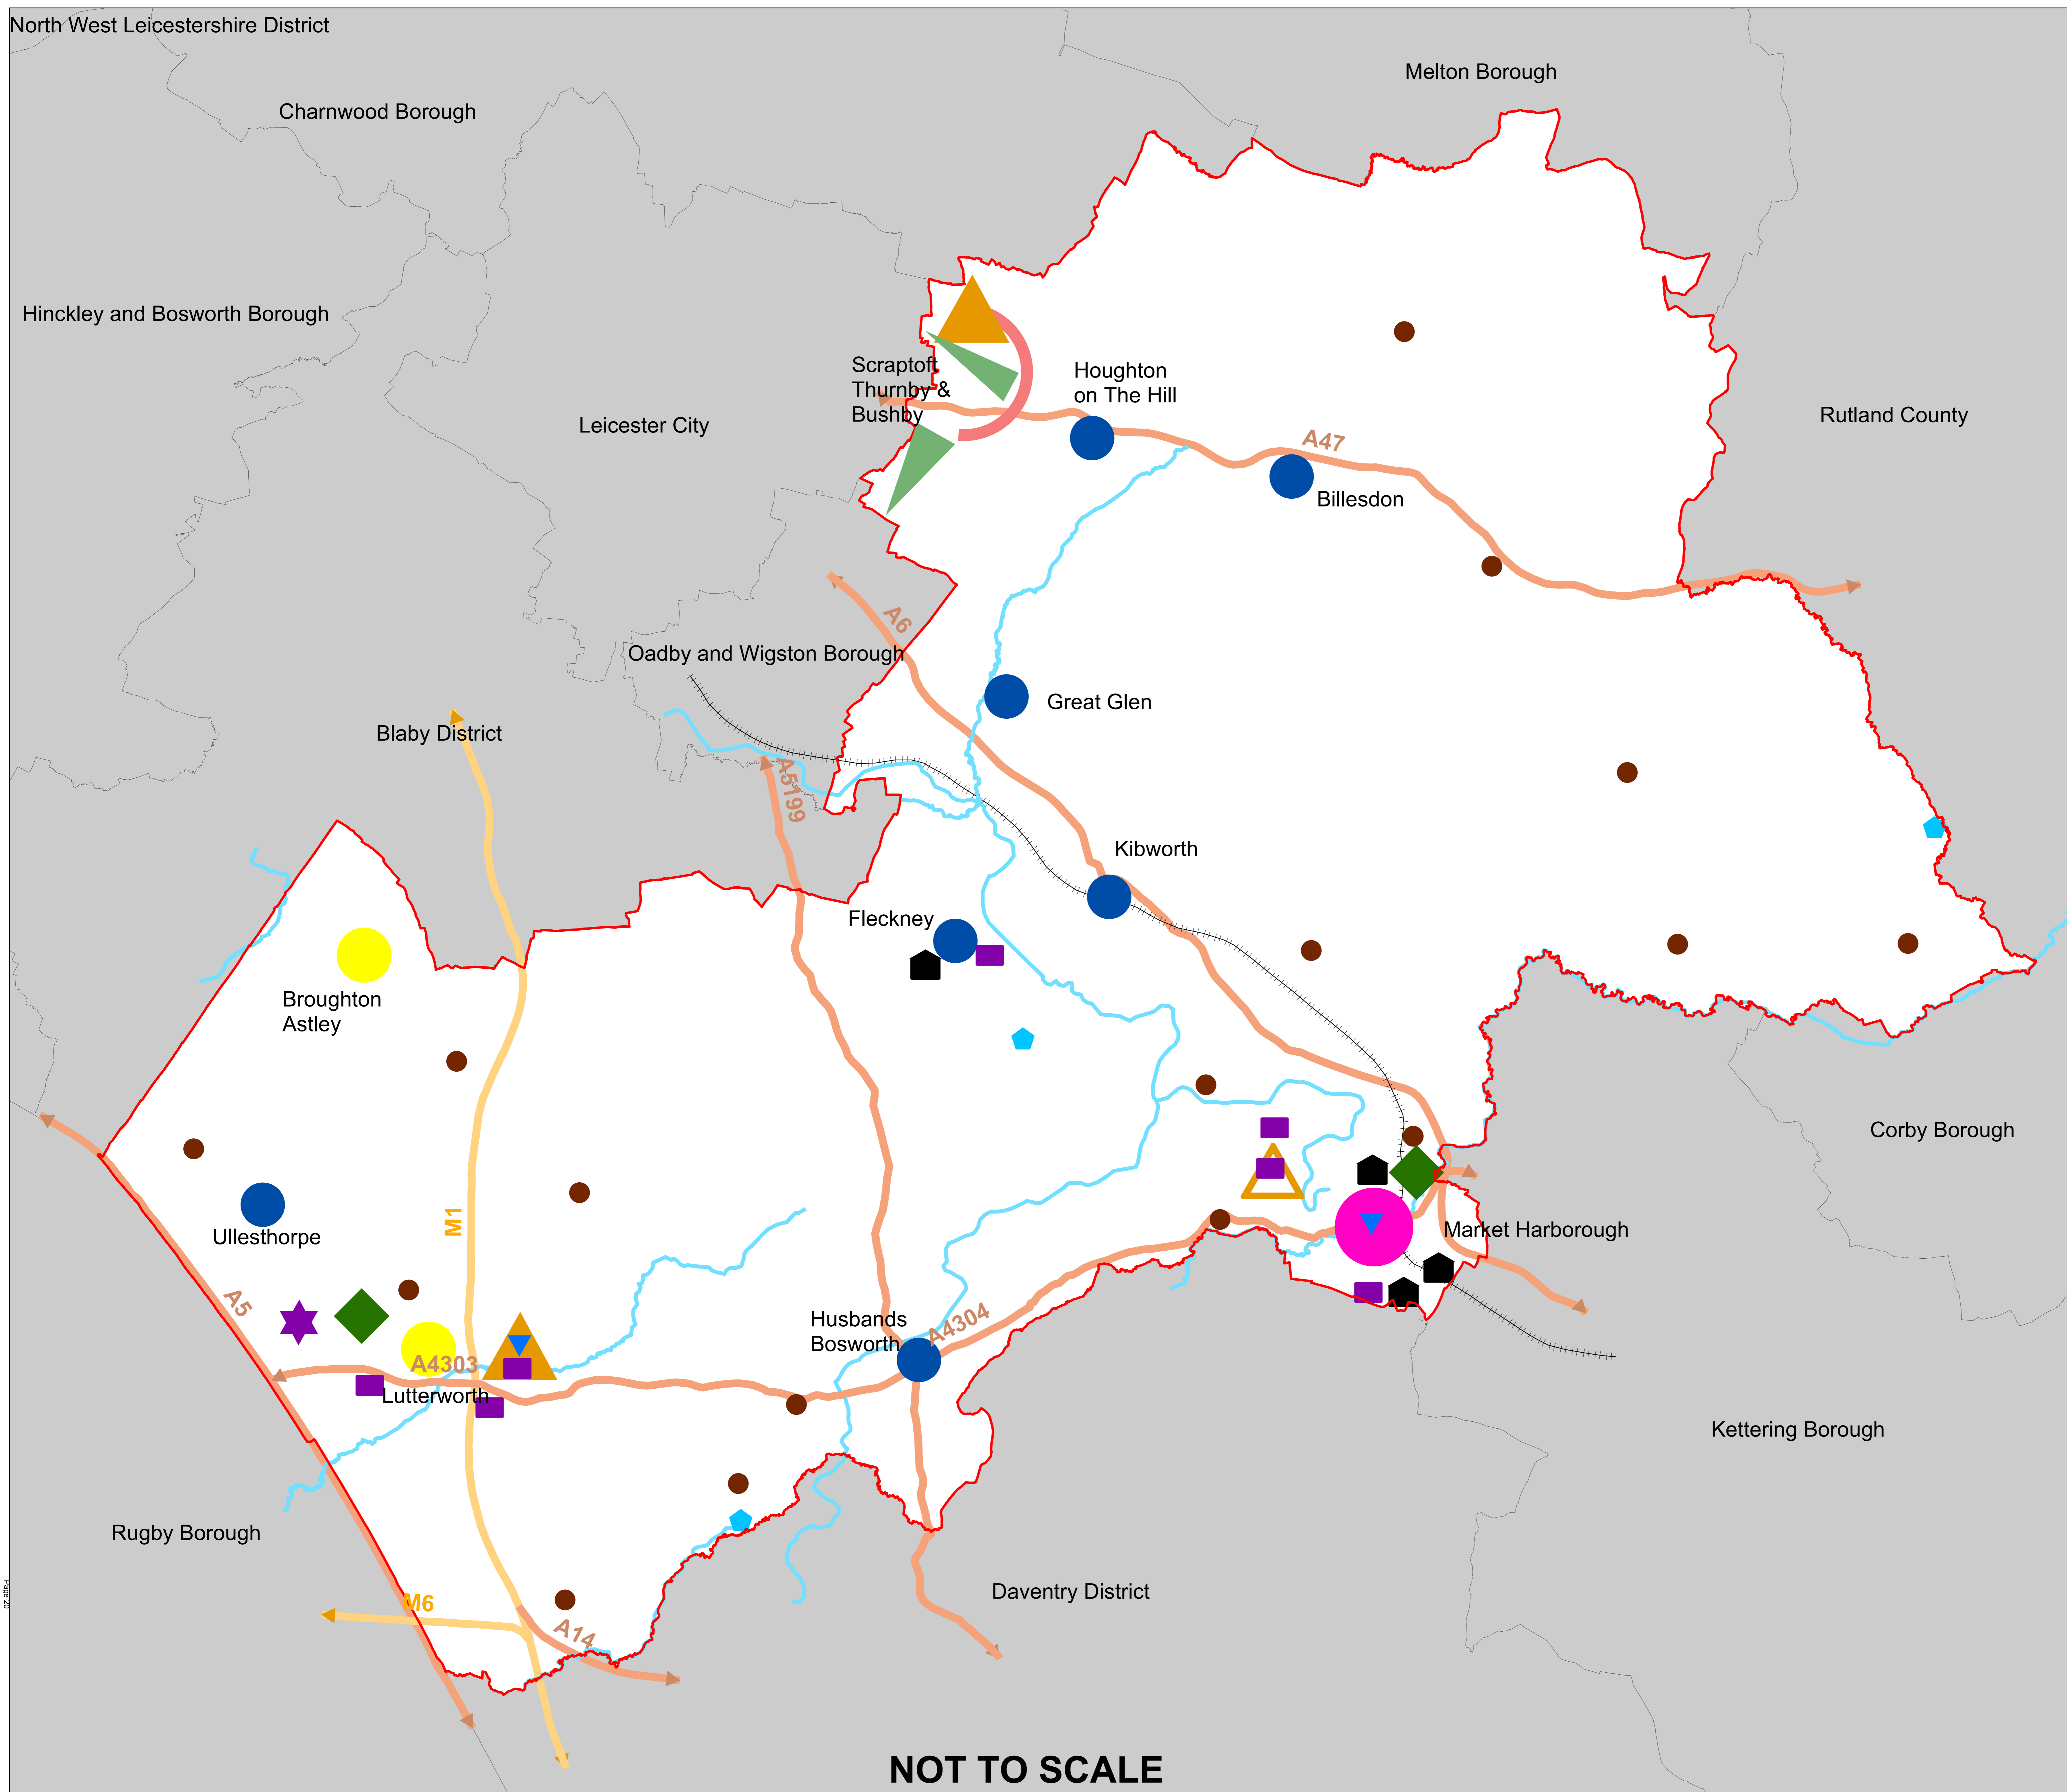 North West Leicestershire District
Melton Borough
Charnwood Borough
Hinckley and Bosworth Borough
Scraptoft
Thurnby &
Bushby
Houghton
on The Hill
Rutland County
Leicester City
A47
Billesdon
A6
Oadby and Wigston Borough
Great Glen
Blaby District
A5199
Kibworth
Fleckney
Broughton
Astley
Corby Borough
M1
Ullesthorpe
Market Harborough
A5
Husbands
Bosworth
A4304
A4303
Lutterworth
Kettering Borough
Rugby Borough
Page 20
Daventry District
M6
A14
NOT TO SCALE